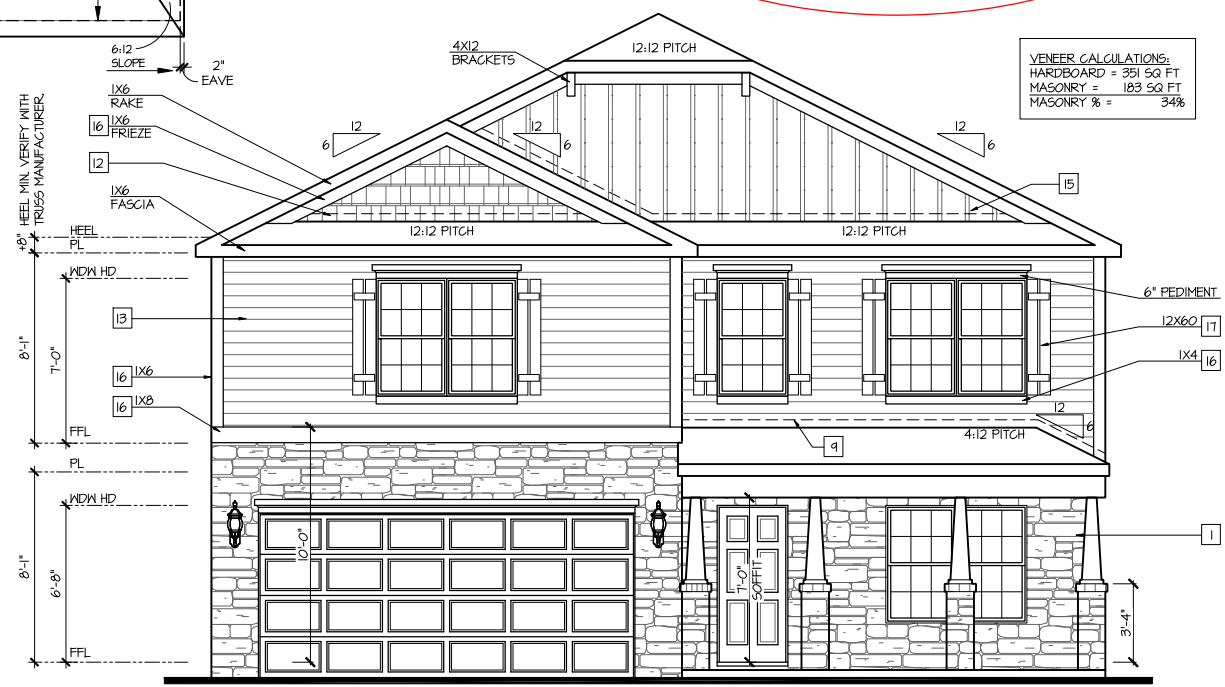 6:12
SLOPE
2"
EAVE
4X12
BRACKETS
12:12 PITCH
VENEER CALCULATIONS:
HARDBOARD = 351 SQ FT
MASONRY = 183 SQ FT
MASONRY % = 34%
1X6
RAKE
16 1X6
FRIEZE
12
6
12
6
12
6
12
15
1X6
FASCIA
+8" HEEL MIN. VERIFY WITH
TRUSS MANUFACTURER.
HEEL
PL
12:12 PITCH
12:12 PITCH
WDW HD
6" PEDIMENT
13
12X60 17
8'-1"
7'-0"
1X4 16
16 1X6
16 1X8
12
6
FFL
4:12 PITCH
9
PL
WDW HD
10'-0"
7'-0"
SOFFIT
1
8'-1"
6'-8"
3'-4"
FFL